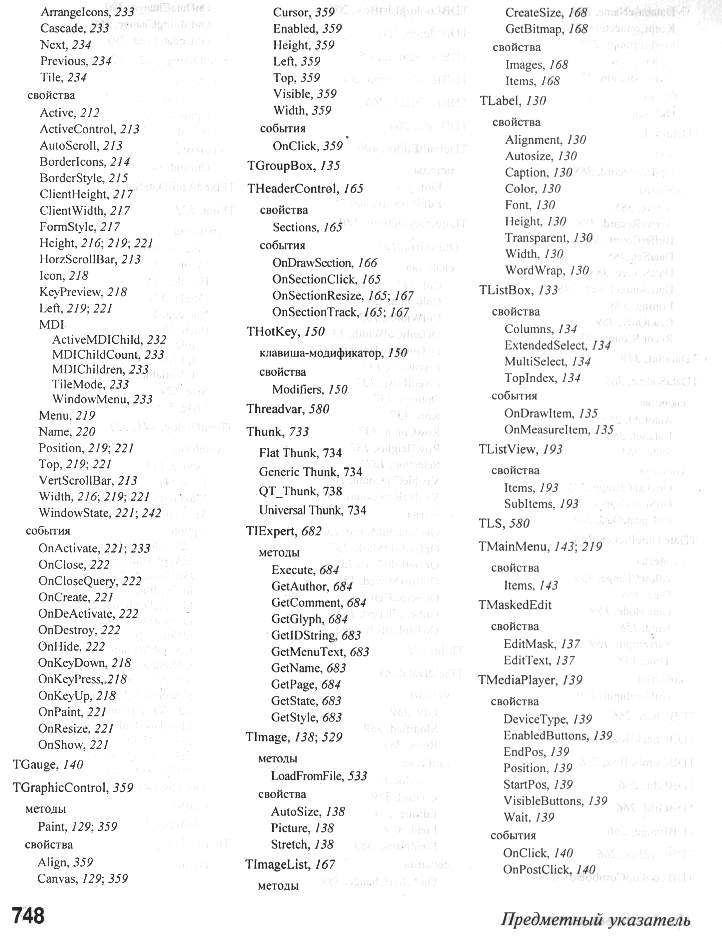 ArrangeIcons, 233
Cascade, 233
Next, 234
Previous, 234
Tile, 234
свойства
Active, 212
ActiveControl, 213
AutoScroll, 213
BorderIcons, 214
BorderStyle, 215
ClientHeight, 217
ClientWidth, 217
FormStyle, 217
Height, 216; 219; 221
HorzScrollBar, 213
Icon, 218
KeyPreview, 218
Left, 219; 221
MDI
ActiveMDIChild, 232
MDIChildCount, 233
MDIChildren, 233
TileMode, 233
WindowMenu, 233
Menu, 219
Name, 220
Position, 219; 221
Top, 219; 221
VertScrollBar, 213
Width, 216; 219; 221
WindowState, 221; 242
события
OnActivate, 221; 233
OnClose, 222
OnCloseQuery, 222
OnCreate, 221
OnDeActivate, 222
OnDestroy, 222
OnHide, 222
OnKeyDown, 218
OnKeyPress, 218
OnKeyUp, 218
OnPaint, 221
OnResize, 221
OnShow, 221
TGauge, 140
TGraphicControl, 359
методы
Paint, 129; 359
свойства
Align, 359
Canvas, 129; 359
Cursor, 359
Enabled, 359
Height, 359
Left, 359
Top, 359
Visible, 359
Width, 359
события
OnClick, 359
TGroupBox, 135
THeaderControl, 165
свойства
Sections, 165
события
OnDrawSection, 166
OnSectionClick, 165
OnSectionResize, 165; 167
OnSectionTrack, 165; 167
THotKey, 150
клавиша-модификатор, 150
свойства
Modifiers, 150
Threadvar, 580
Thunk, 733
Flat Thunk, 734
Generic Thunk, 734
QT_Thunk, 738
Universal Thunk, 734
TIExpert, 682
методы
Execute, 684
GetAuthor, 684
GetComment, 684
GetGlyph, 684
GetIDString, 683
GetMenuText, 683
GetName, 683
GetPage, 684
GetState, 683
GetStyle, 683
TImage, 138; 529
методы
LoadFromFile, 533
свойства
AutoSize, 138
Picture, 138
Stretch, 138
TImageList, 167
методы
CreateSize, 168
GetBitmap, 168
свойства
Images, 168
Items, 168
TLabel, 130
свойства
Alignment, 130
Autosize, 130
Caption, 130
Color, 130
Font, 130
Height, 130
Transparent, 130
Width, 130
WordWrap, 130
TListBox, 133
свойства
Columns, 134
ExtendedSelect, 134
MultiSelect, 134
TopIndex, 134
события
OnDrawItem, 135
OnMeasureItem, 135
TListView, 193
свойства
Items, 193
SubItems, 193
TLS, 580
TMainMenu, 143; 219
свойства
Items, 143
TMaskedEdit
свойства
EditMask, 137
EditText, 137
TMediaPlayer, 139
свойства
DeviceType, 139
EnabledButtons, 139
EndPos, 139
Position, 139
StartPos, 139
VisibleButtons, 139
Wait, 139
события
OnClick, 140
OnPostClick, 140
748
Предметный указатель